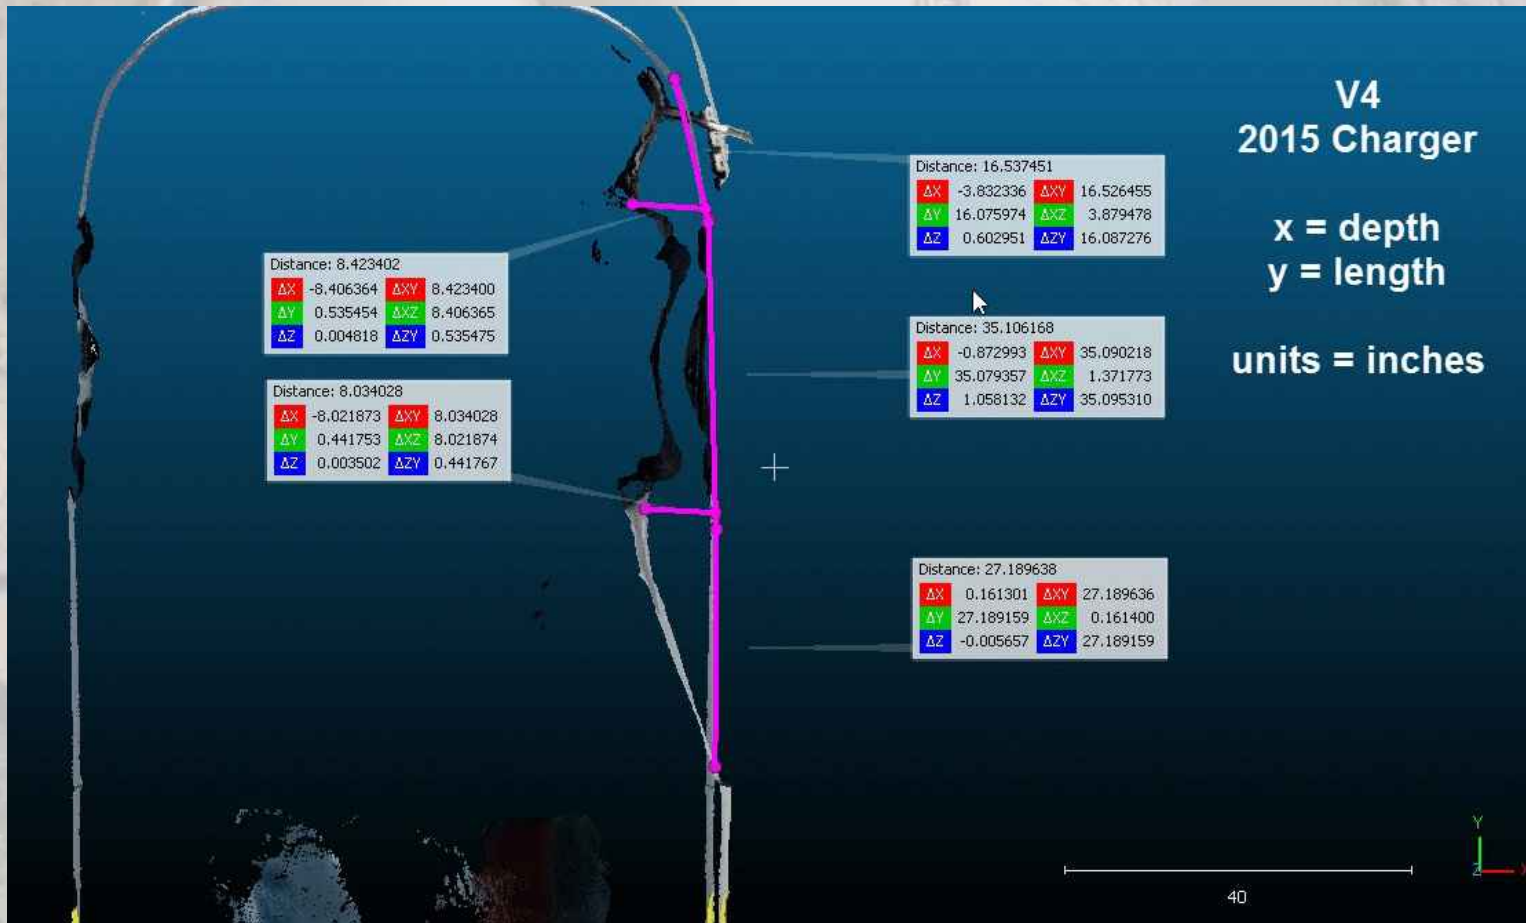 V4
2015 Charger
x = depth
y = length
units = inches
Distance: 16.537451
ΔX -3.832336 ΔXY 16.526455
ΔY 16.075974 ΔXZ 3.879478
ΔZ 0.602951 ΔZY 16.087276
Distance: 8.423402
ΔX -8.406364 ΔXY 8.423400
ΔY 0.535454 ΔXZ 8.406365
ΔZ 0.004818 ΔZY 0.535475
Distance: 35.106168
ΔX -0.872993 ΔXY 35.090218
ΔY 35.079357 ΔXZ 1.371773
ΔZ 1.058132 ΔZY 35.095310
Distance: 8.034028
ΔX -8.021873 ΔXY 8.034028
ΔY 0.441753 ΔXZ 8.021874
ΔZ 0.003502 ΔZY 0.441767
Distance: 27.189638
ΔX 0.161301 ΔXY 27.189636
ΔY 27.189159 ΔXZ 0.161400
ΔZ -0.005657 ΔZY 27.189159
Y
Z X
40